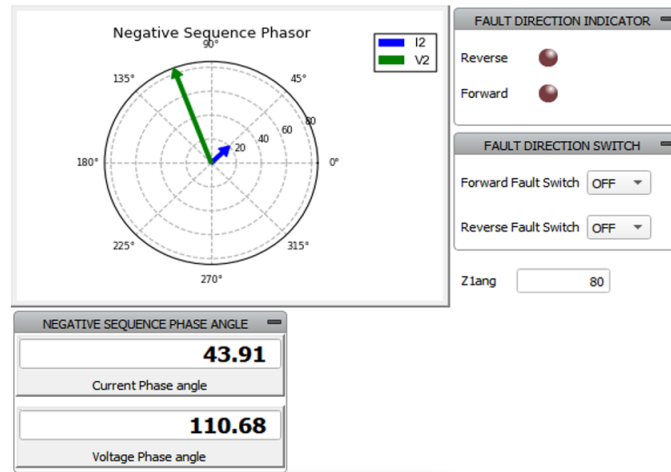 Negative Sequence Phasor
I2
V2
90°
135°
45°
80
60
40
20
180°
0°
225°
315°
270°
FAULT DIRECTION INDICATOR
Reverse
Forward
FAULT DIRECTION SWITCH
Forward Fault Switch OFF
Reverse Fault Switch OFF
Z1ang 80
NEGATIVE SEQUENCE PHASE ANGLE
43.91
Current Phase angle
110.68
Voltage Phase angle